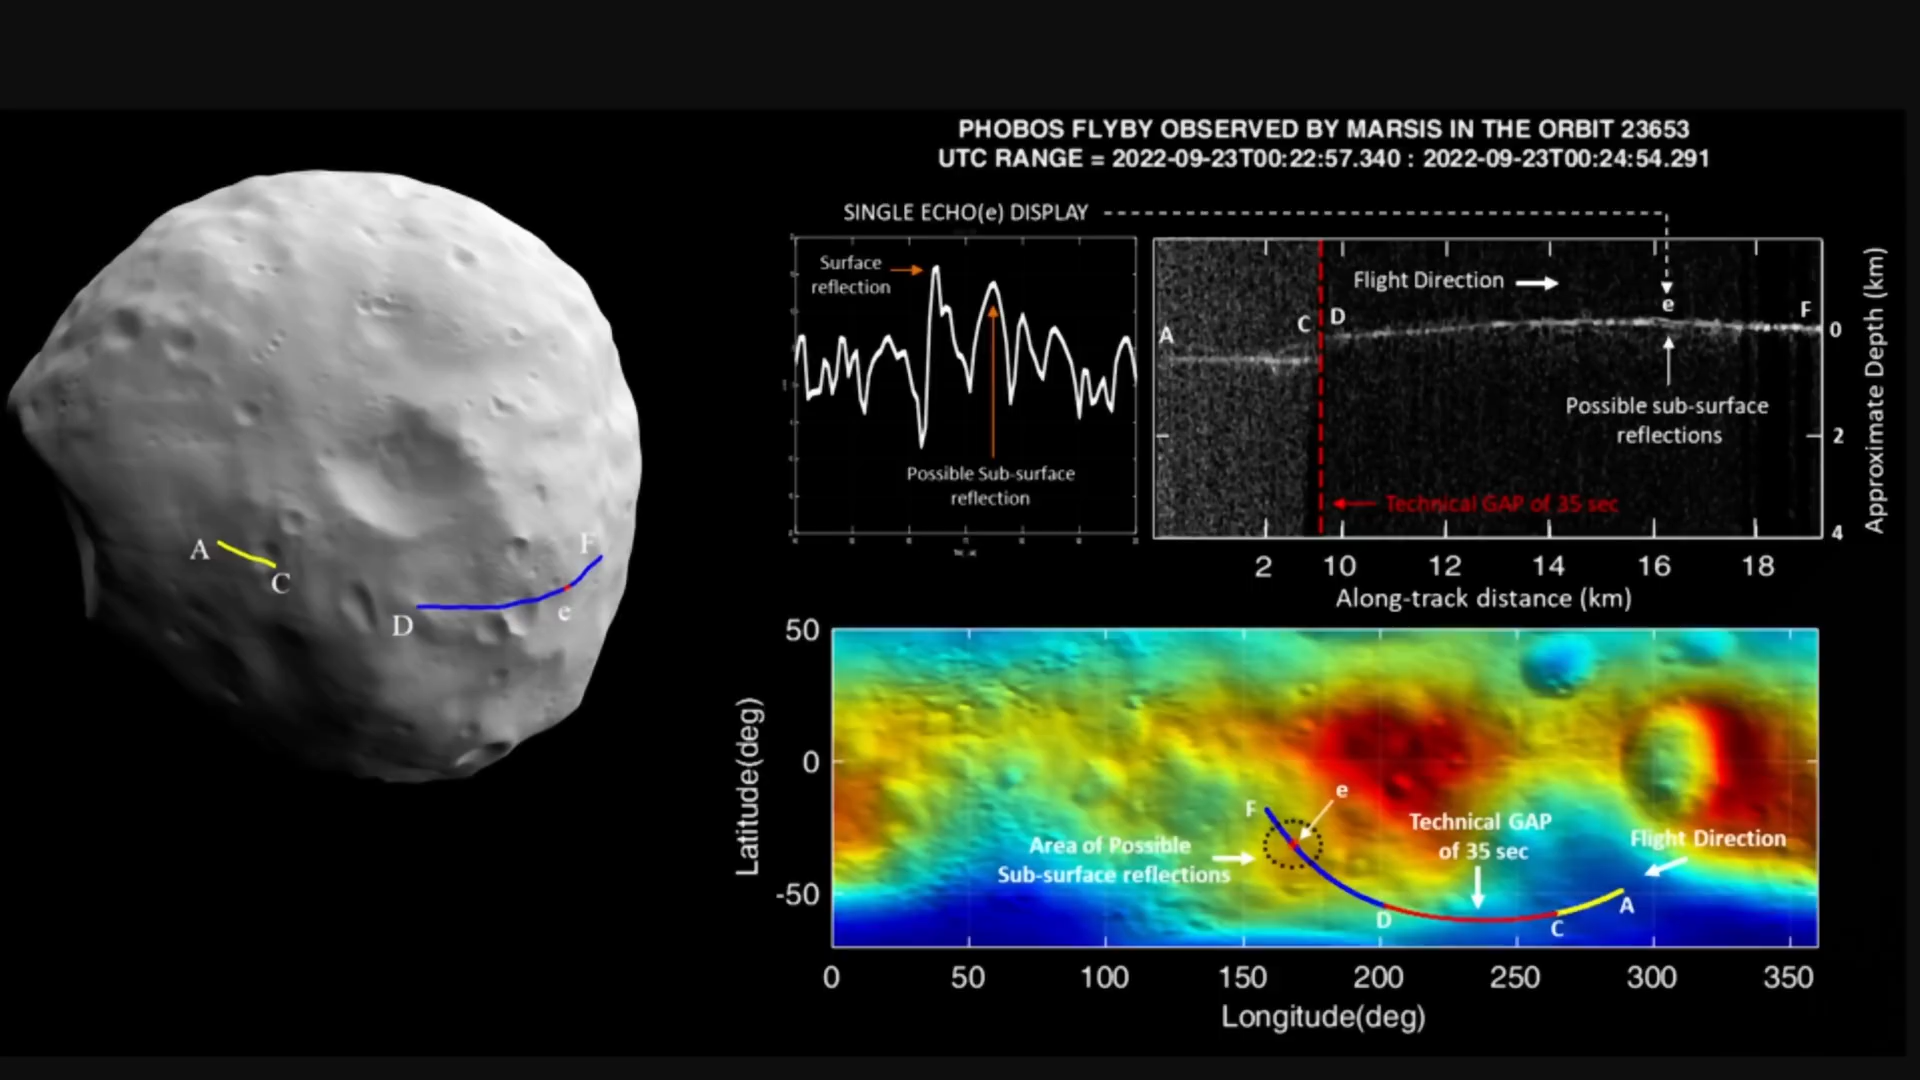 PHOBOS FLYBY OBSERVED BY MARSIS IN THE ORBIT 23653
UTC RANGE = 2022-09-23T00:22:57.340 : 2022-09-23T00:24:54.291
SINGLE ECHO(e) DISPLAY
Surface
reflection
Possible Sub-surface
reflection
Flight Direction
A
C
D
e
F
Possible sub-surface
reflections
Technical GAP of 35 sec
0
2
4
Approximate Depth (km)
2 10 12 14 16 18
Along-track distance (km)
A
C
D
e
F
50
0
-50
Latitude(deg)
F
e
Area of Possible
Sub-surface reflections
Technical GAP
of 35 sec
Flight Direction
D
C
A
0 50 100 150 200 250 300 350
Longitude(deg)